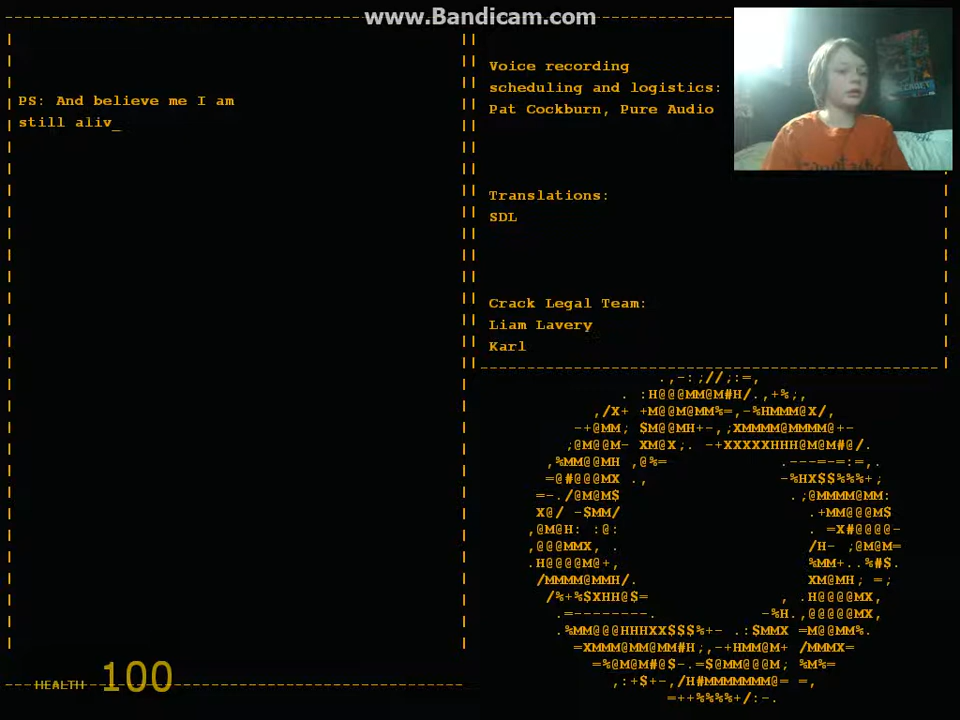 www.Bandicam.com
PS: And believe me I am
still aliv_
Voice recording
scheduling and logistics:
Pat Cockburn, Pure Audio
Translations:
SDL
Crack Legal Team:
Liam Lavery
Karl
HEALTH 100